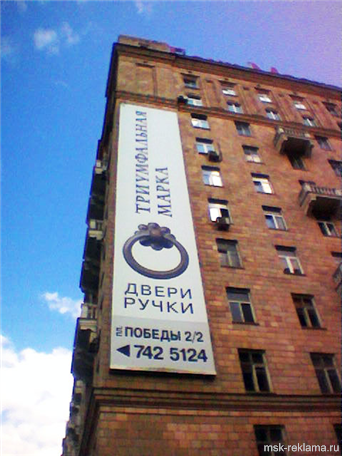 ТРИУМФАЛЬНАЯ
МАРКА
ДВЕРИ
РУЧКИ
ПЛ. ПОБЕДЫ 2/2
742 5124
msk-reklama.ru